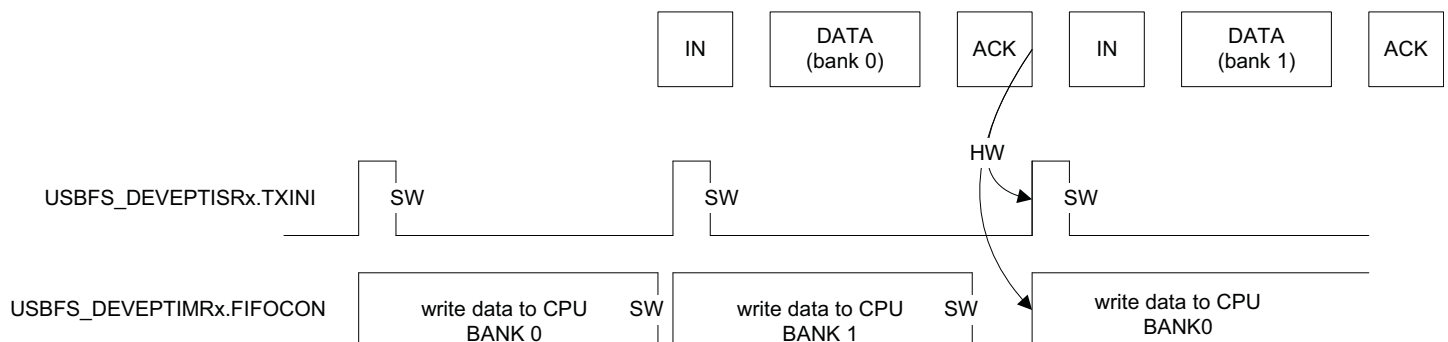 IN
DATA
(bank 0)
ACK
IN
DATA
(bank 1)
ACK
HW
USBFS_DEVEPTISRx.TXINI
SW
SW
SW
USBFS_DEVEPTIMRx.FIFOCON
write data to CPU
BANK 0
SW
write data to CPU
BANK 1
SW
write data to CPU
BANK0